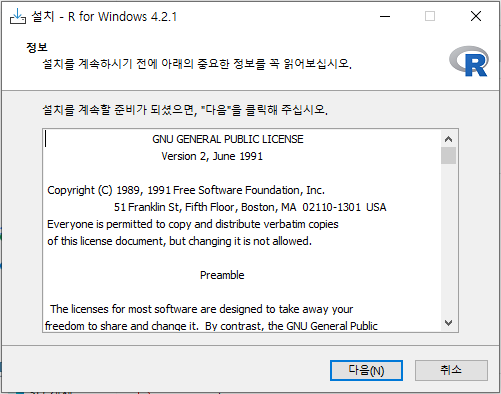 설치 - R for Windows 4.2.1
정보
설치를 계속하시기 전에 아래의 중요한 정보를 꼭 읽어보십시오.
R
설치를 계속할 준비가 되셨으면, "다음"을 클릭해 주십시오.
GNU GENERAL PUBLIC LICENSE
Version 2, June 1991
Copyright (C) 1989, 1991 Free Software Foundation, Inc.
51 Franklin St, Fifth Floor, Boston, MA  02110-1301  USA
Everyone is permitted to copy and distribute verbatim copies
of this license document, but changing it is not allowed.
Preamble
The licenses for most software are designed to take away your
freedom to share and change it.  By contrast, the GNU General Public
다음(N)
취소